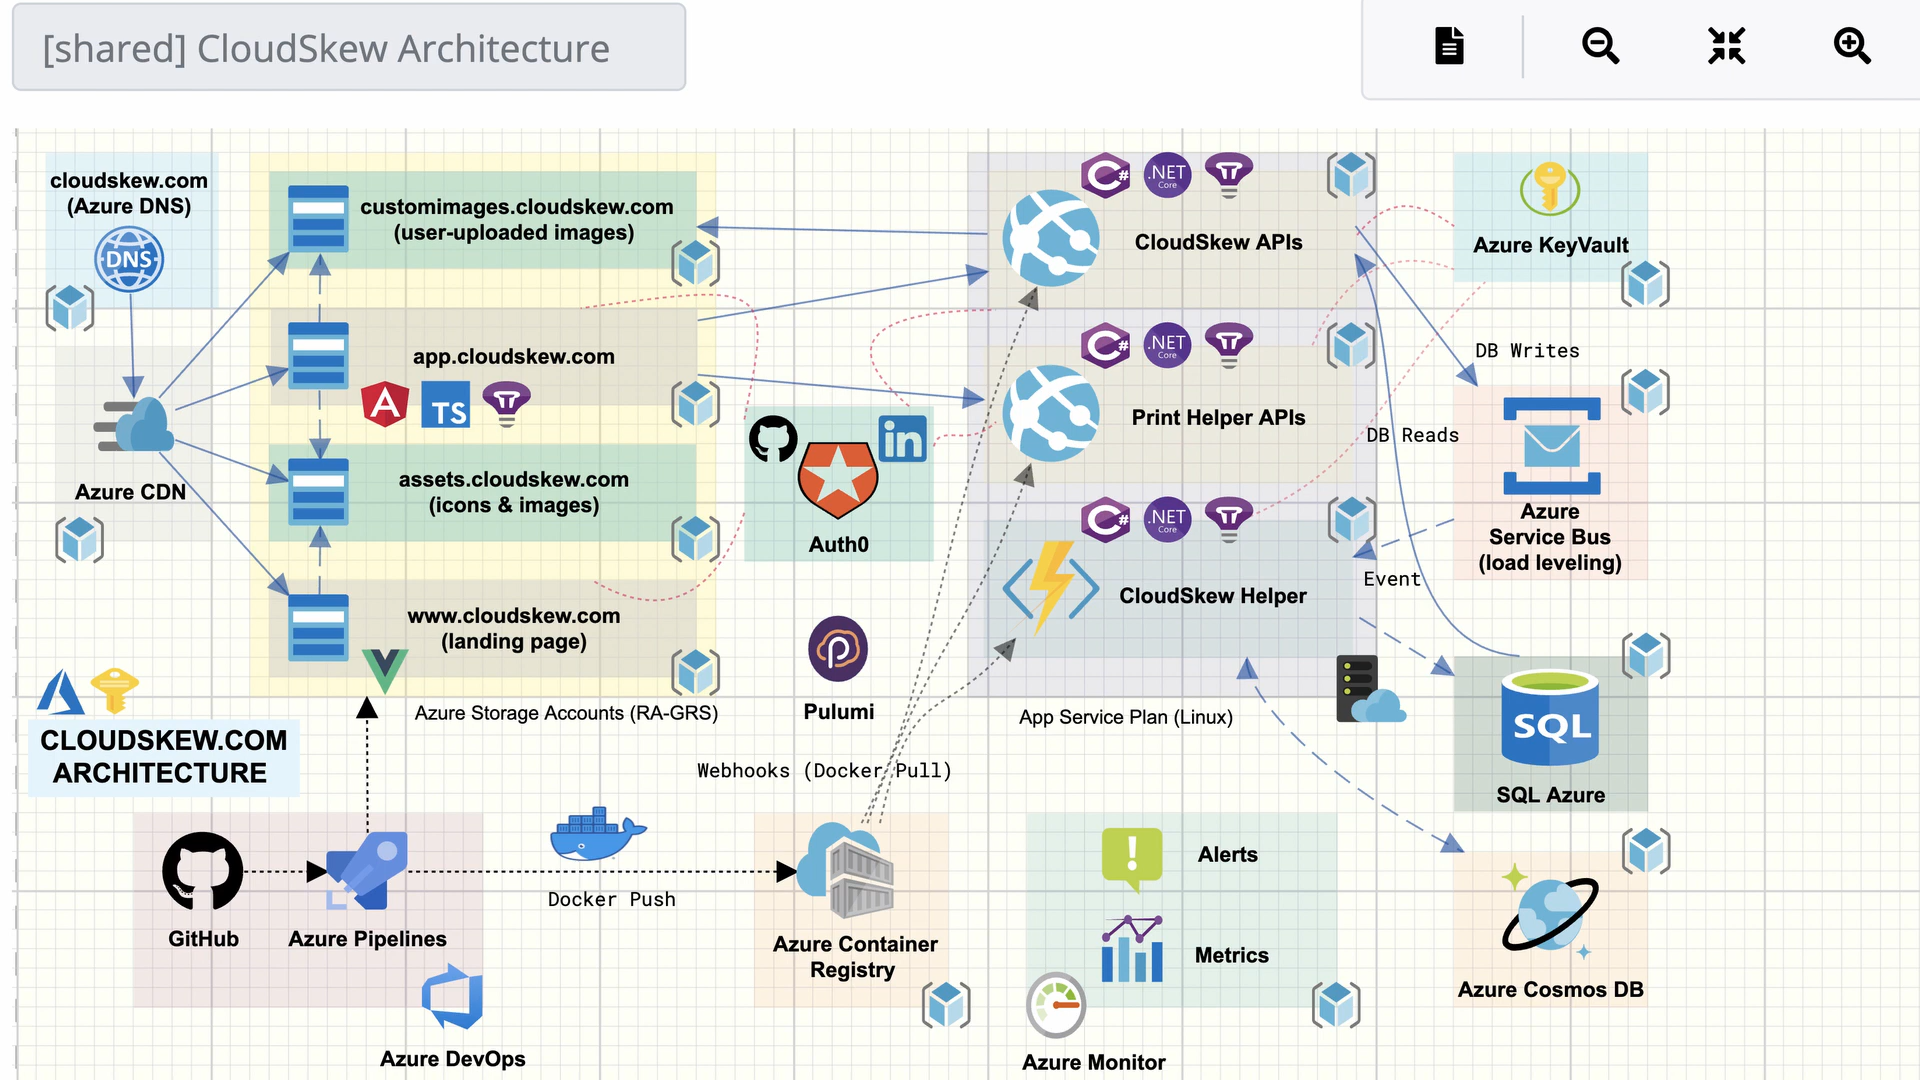 [shared] CloudSkew Architecture
cloudskew.com
(Azure DNS)
DNS
Azure CDN
customimages.cloudskew.com
(user-uploaded images)
app.cloudskew.com
TS
assets.cloudskew.com
(icons & images)
www.cloudskew.com
(landing page)
Azure Storage Accounts (RA-GRS)
CLOUDSKEW.COM
ARCHITECTURE
in
Auth0
Pulumi
Webhooks (Docker Pull)
C#
.NET
Core
CloudSkew APIs
C#
.NET
Core
Print Helper APIs
C#
.NET
Core
CloudSkew Helper
App Service Plan (Linux)
Azure KeyVault
DB Writes
DB Reads
Azure
Service Bus
(load leveling)
Event
SQL
SQL Azure
Azure Cosmos DB
GitHub
Azure Pipelines
Azure DevOps
Docker Push
Azure Container
Registry
Alerts
Metrics
Azure Monitor